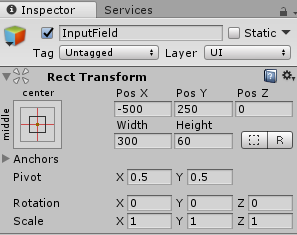 Inspector Services
InputField Static
Tag Untagged Layer UI
Rect Transform
center Pos X Pos Y Pos Z
-500 250 0
middle Width Height
300 60 R
Anchors
Pivot X 0.5 Y 0.5
Rotation X 0 Y 0 Z 0
Scale X 1 Y 1 Z 1